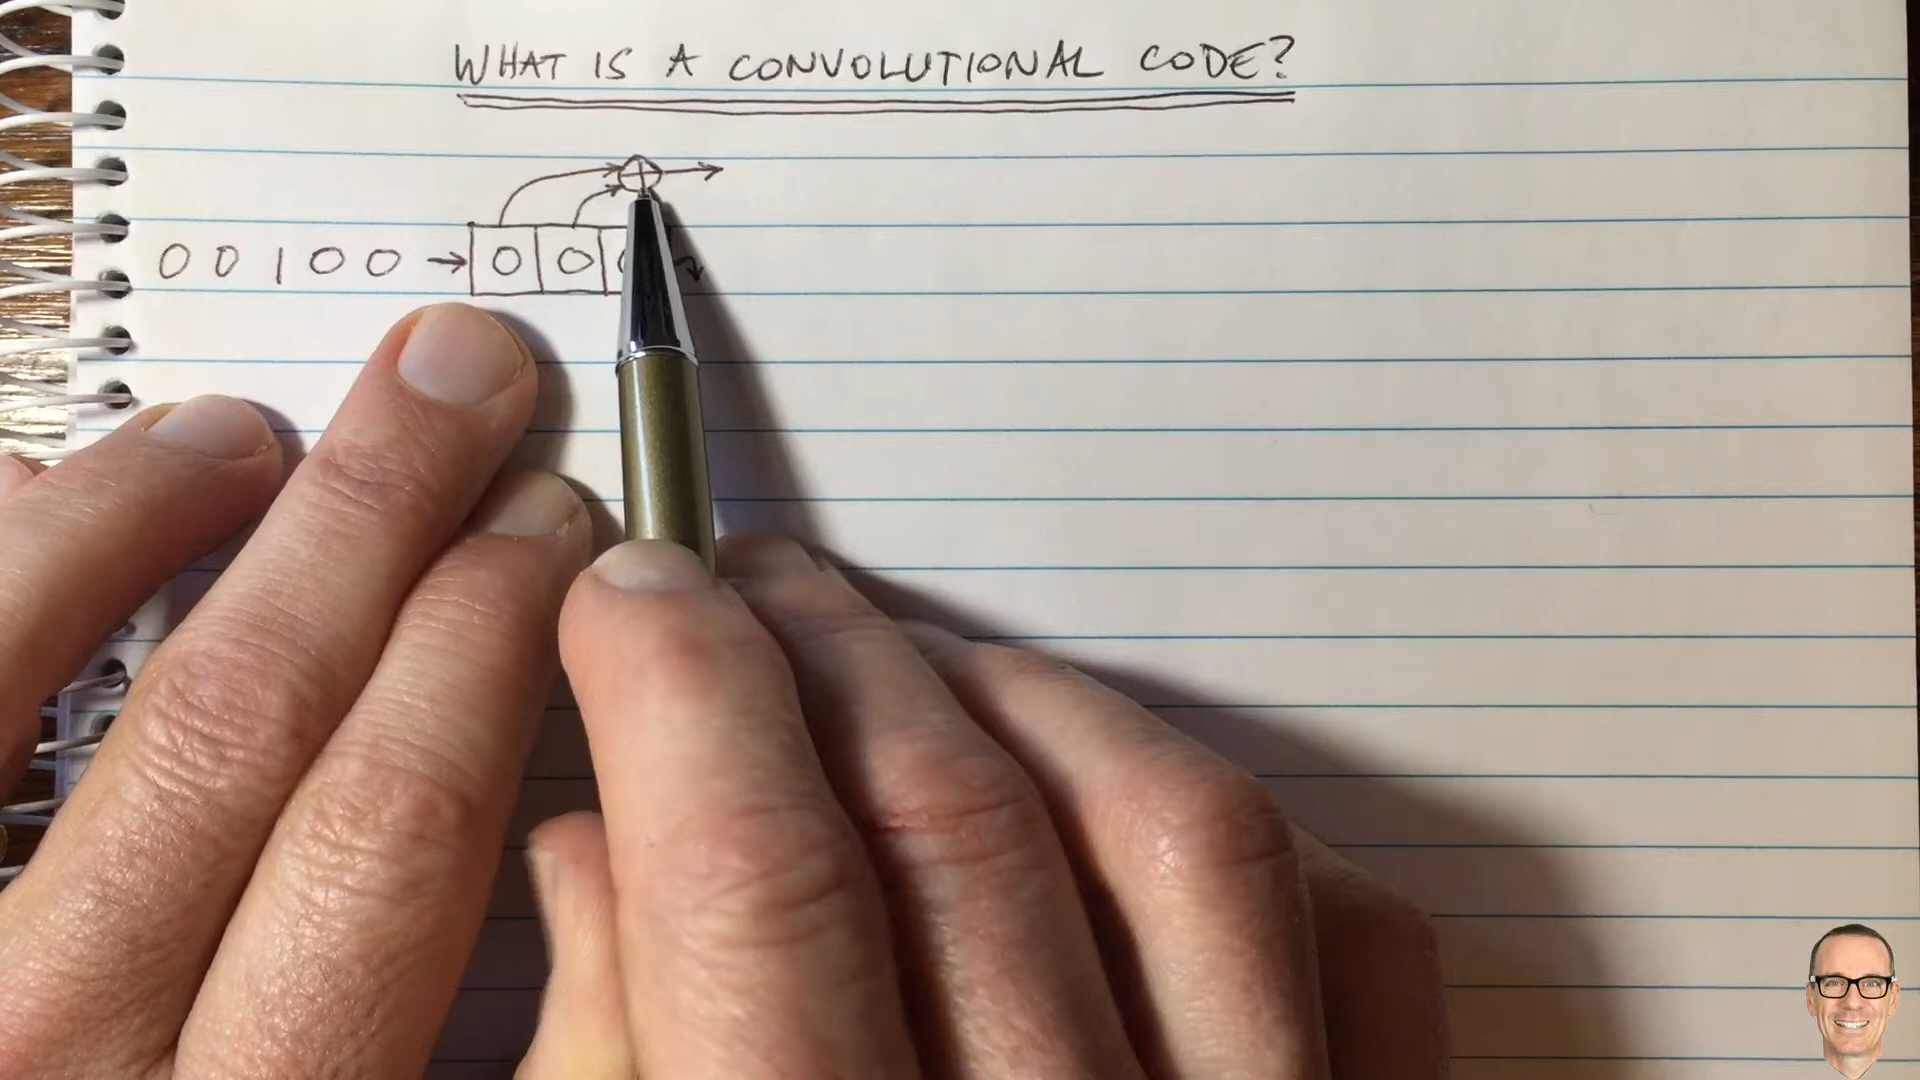 WHAT IS A CONVOLUTIONAL CODE?
0 0 1 0 0 → 0 0